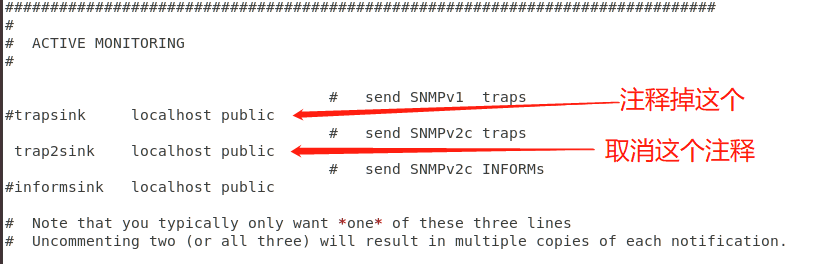 ###############################################################################
#
#  ACTIVE MONITORING
#
#   send SNMPv1  traps
#trapsink     localhost public
注释掉这个
#   send SNMPv2c traps
trap2sink     localhost public
取消这个注释
#   send SNMPv2c INFORMs
#informsink   localhost public
#  Note that you typically only want *one* of these three lines
#  Uncommenting two (or all three) will result in multiple copies of each notification.